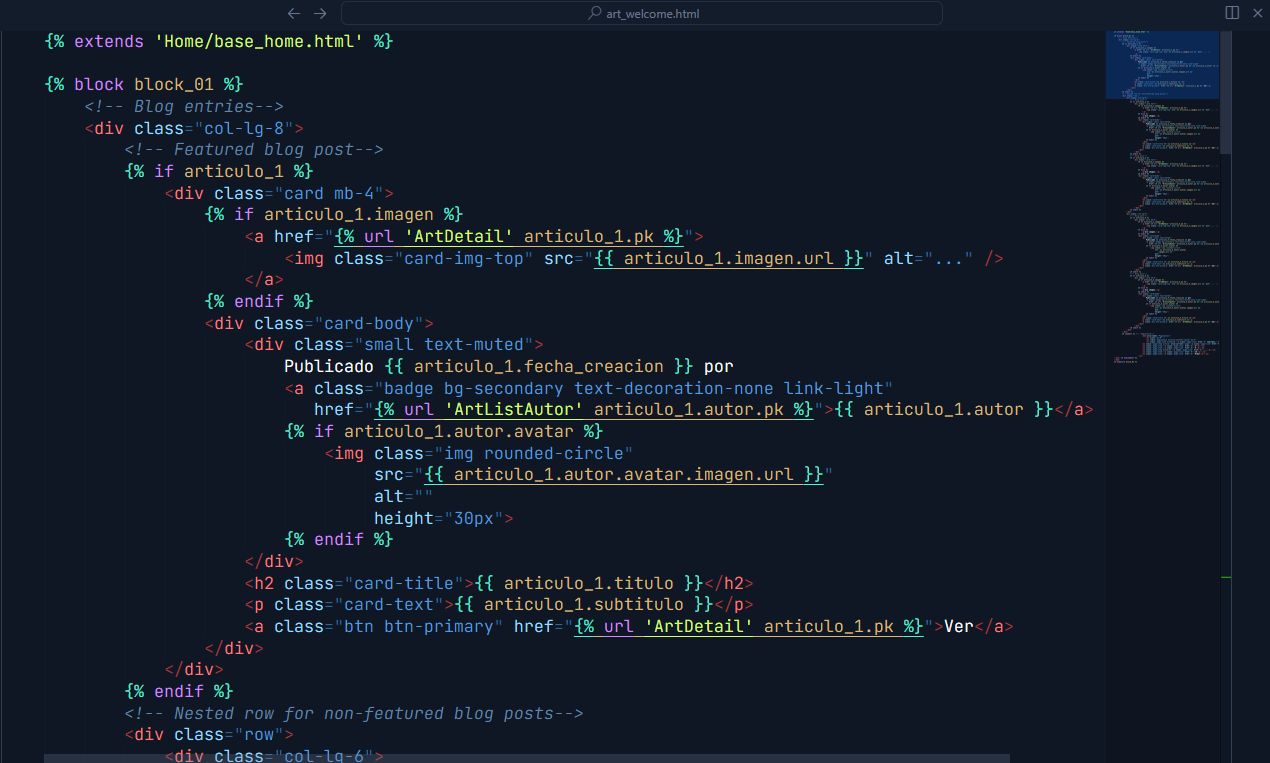 art_welcome.html
{% extends 'Home/base_home.html' %}
{% block block_01 %}
<!-- Blog entries-->
<div class="col-lg-8">
<!-- Featured blog post-->
{% if articulo_1 %}
<div class="card mb-4">
{% if articulo_1.imagen %}
<a href="{% url 'ArtDetail' articulo_1.pk %}">
<img class="card-img-top" src="{{ articulo_1.imagen.url }}" alt="..." />
</a>
{% endif %}
<div class="card-body">
<div class="small text-muted">
Publicado {{ articulo_1.fecha_creacion }} por
<a class="badge bg-secondary text-decoration-none link-light"
href="{% url 'ArtListAutor' articulo_1.autor.pk %}">{{ articulo_1.autor }}</a>
{% if articulo_1.autor.avatar %}
<img class="img rounded-circle"
src="{{ articulo_1.autor.avatar.imagen.url }}"
alt=""
height="30px">
{% endif %}
</div>
<h2 class="card-title">{{ articulo_1.titulo }}</h2>
<p class="card-text">{{ articulo_1.subtitulo }}</p>
<a class="btn btn-primary" href="{% url 'ArtDetail' articulo_1.pk %}">Ver</a>
</div>
</div>
{% endif %}
<!-- Nested row for non-featured blog posts-->
<div class="row">
<div class="col-lg-6">